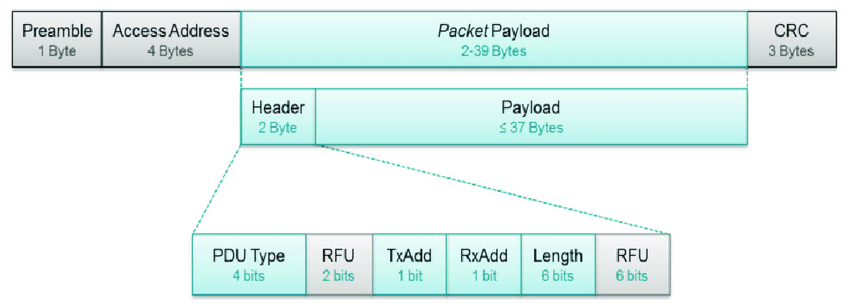 Preamble
1 Byte
Access Address
4 Bytes
Packet Payload
2-39 Bytes
CRC
3 Bytes
Header
2 Byte
Payload
≤ 37 Bytes
PDU Type
4 bits
RFU
2 bits
TxAdd
1 bit
RxAdd
1 bit
Length
6 bits
RFU
6 bits